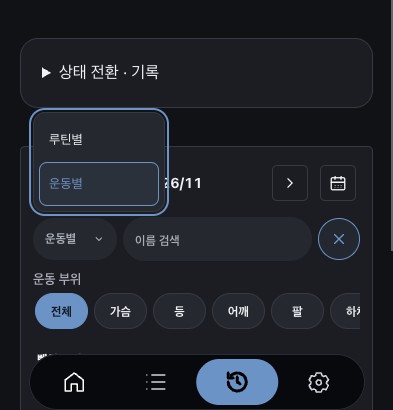 ▶ 상태 전환 · 기록
루틴별
운동별
26/11
운동별
이름 검색
운동 부위
전체
가슴
등
어깨
팔